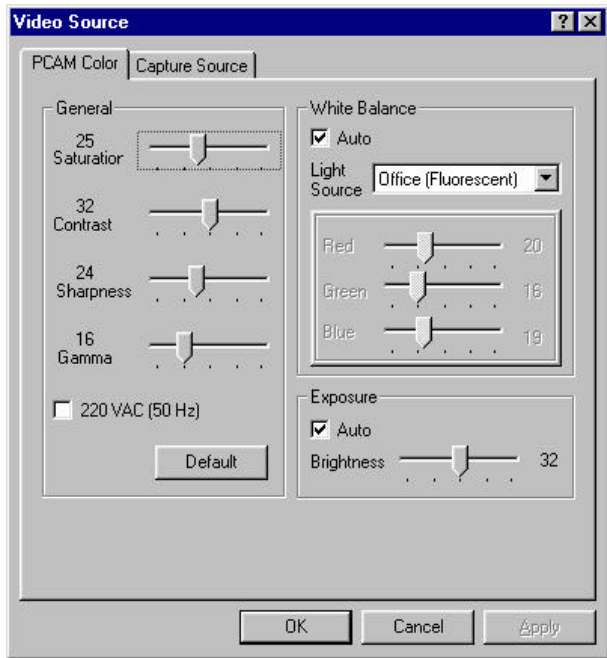 Video Source
PCAM Color
Capture Source
General
25
Saturatior
32
Contrast
24
Sharpness
16
Gamma
220 VAC (50 Hz)
Default
White Balance
Auto
Light
Source
Office (Fluorescent)
Red
20
Green
16
Blue
19
Exposure
Auto
Brightness
32
OK
Cancel
Apply